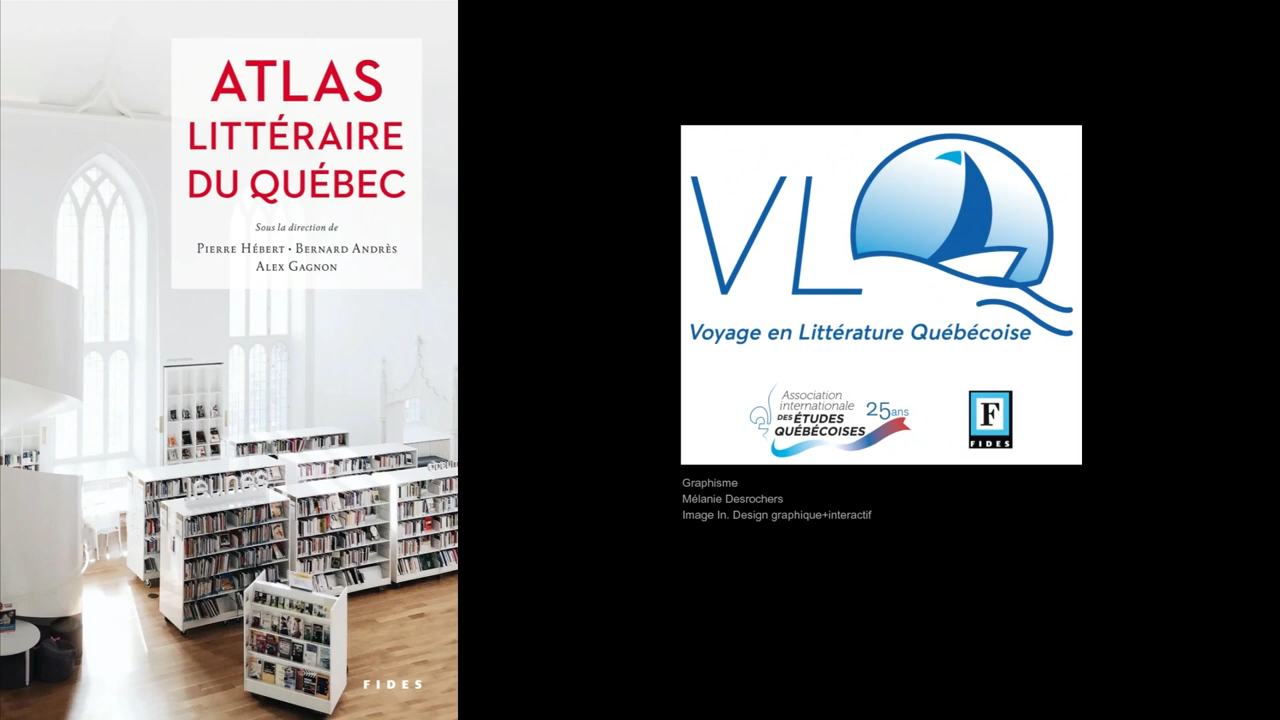 ATLAS
LITTÉRAIRE
DU QUÉBEC
Sous la direction de
PIERRE HÉBERT • BERNARD ANDRÈS
ALEX GAGNON
Jeunes
FIDES
VLQ
Voyage en Littérature Québécoise
Association
internationale
DES ÉTUDES
QUÉBÉCOISES
25ans
F
FIDES
Graphisme
Mélanie Desrochers
Image In. Design graphique+interactif